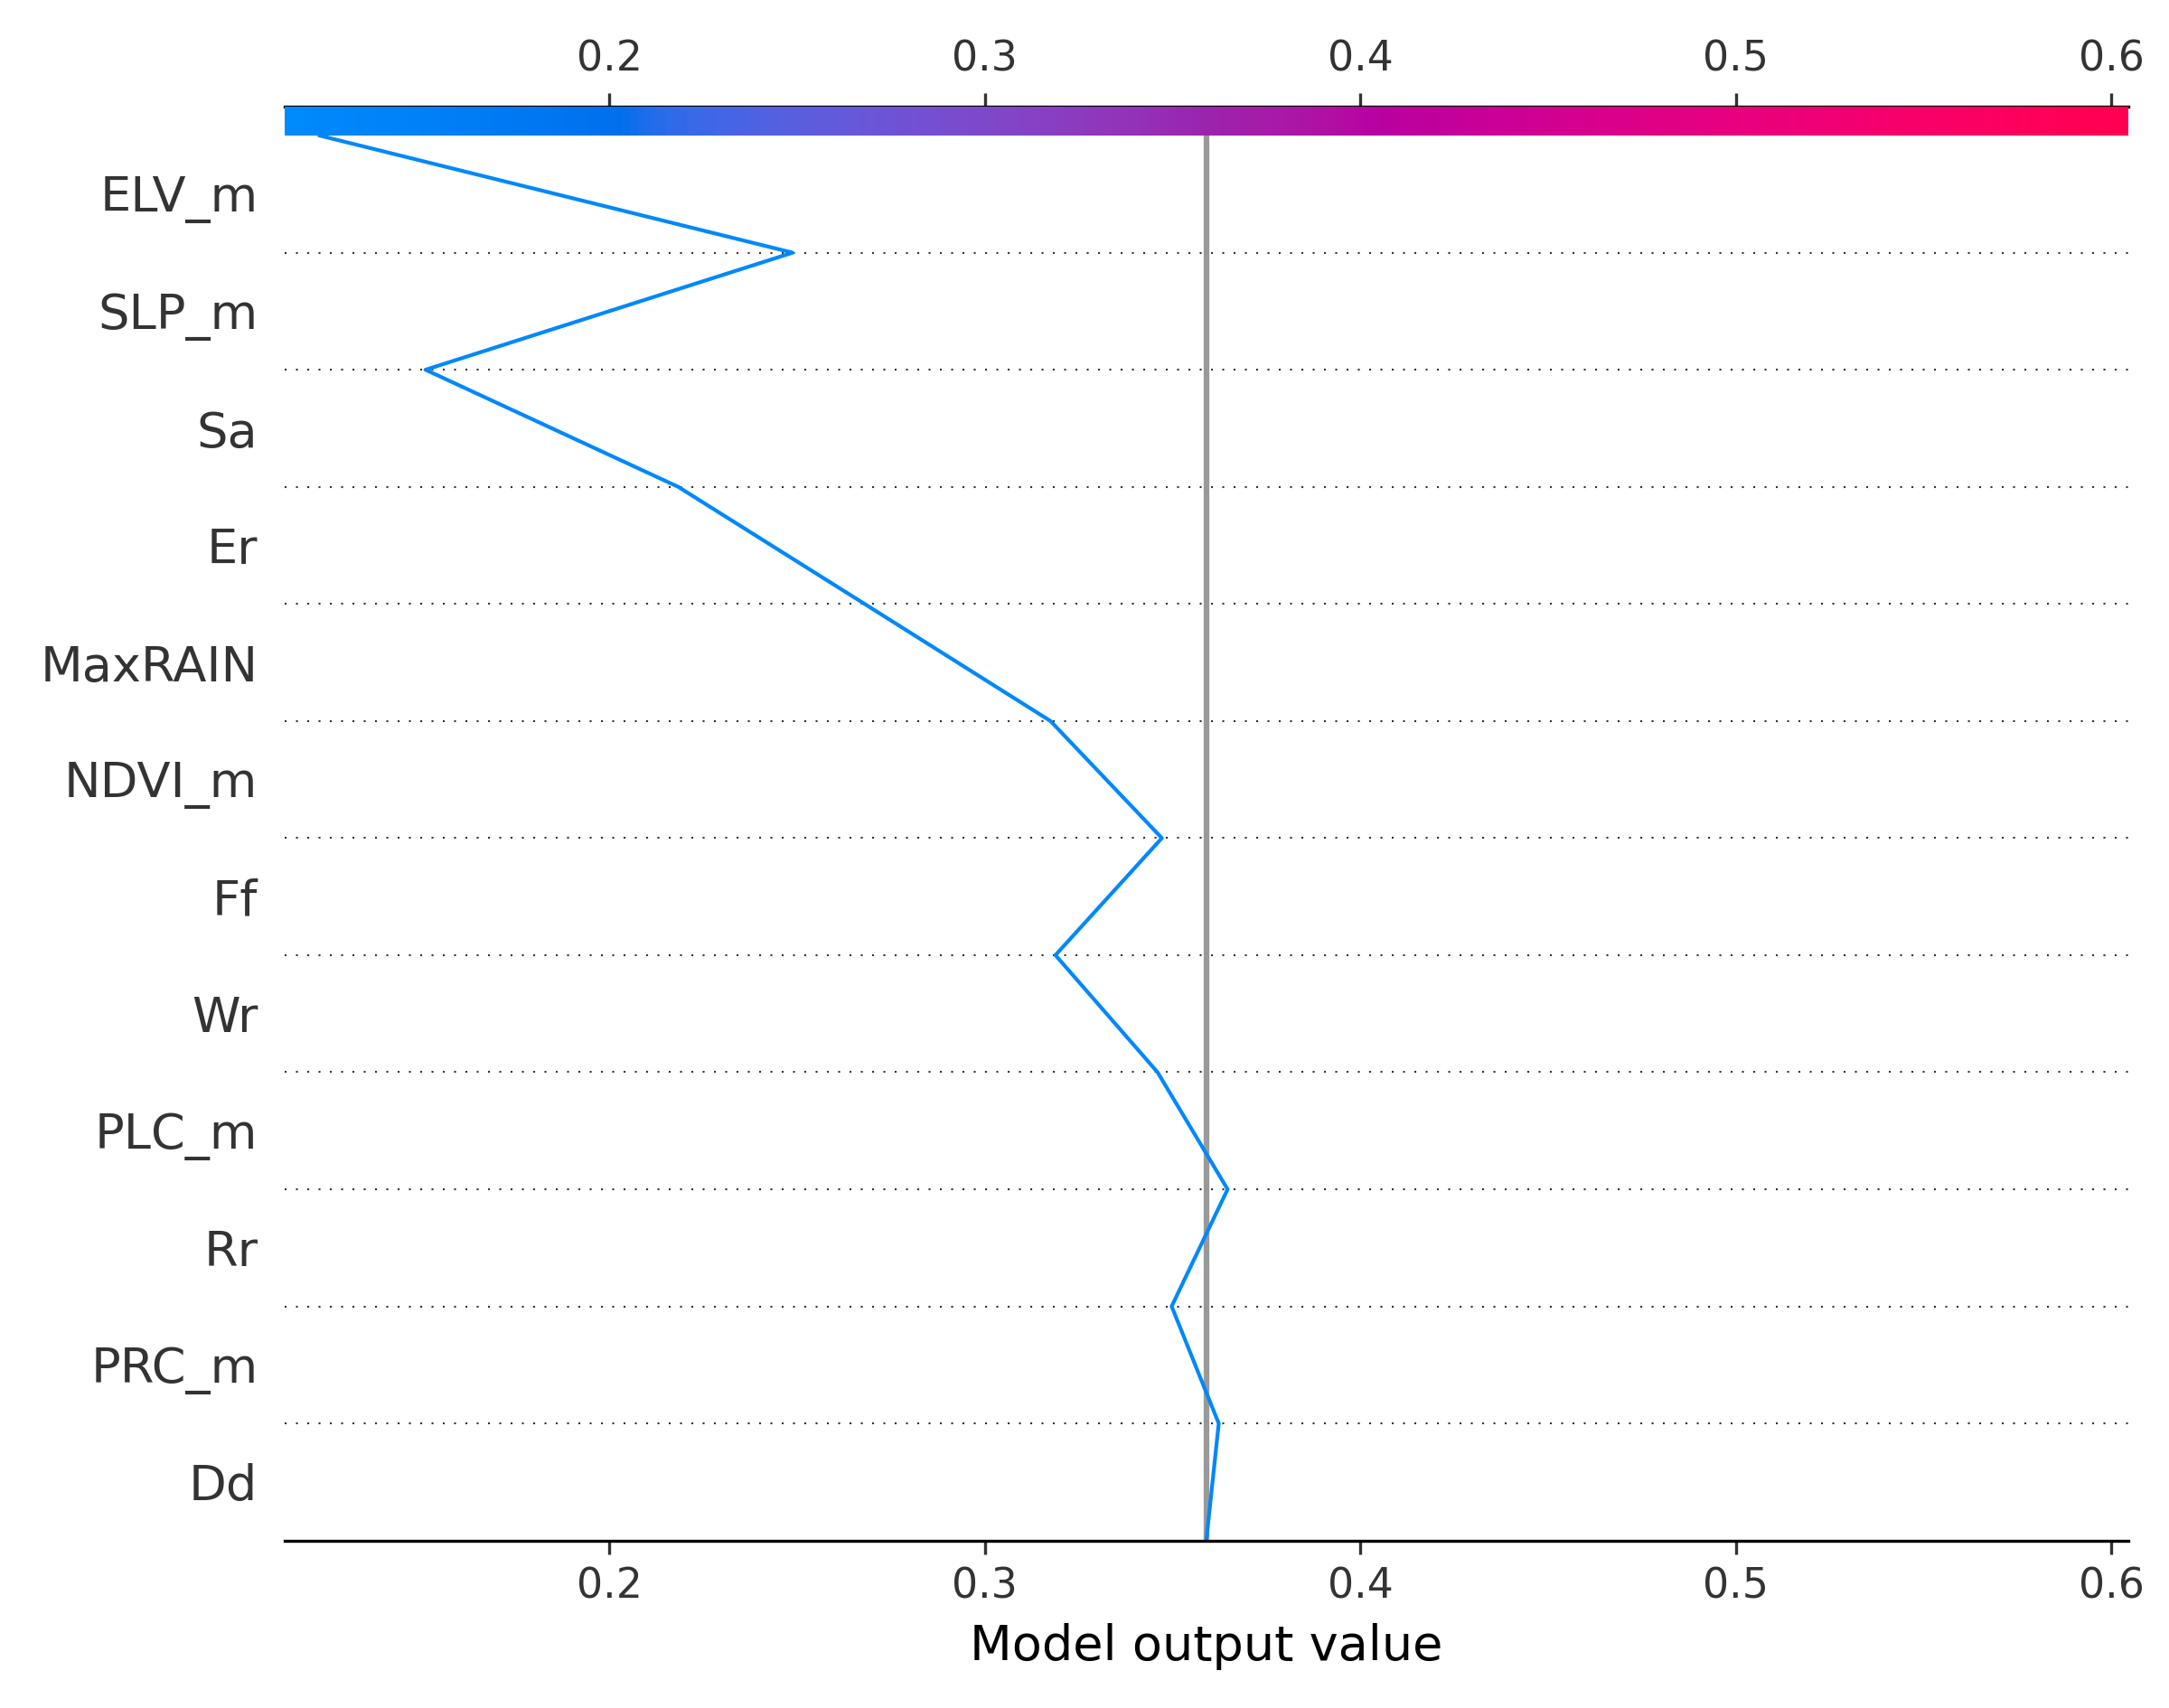 0.2 0.3 0.4 0.5 0.6
ELV_m
SLP_m
Sa
Er
MaxRAIN
NDVI_m
Ff
Wr
PLC_m
Rr
PRC_m
Dd
0.2 0.3 0.4 0.5 0.6
Model output value